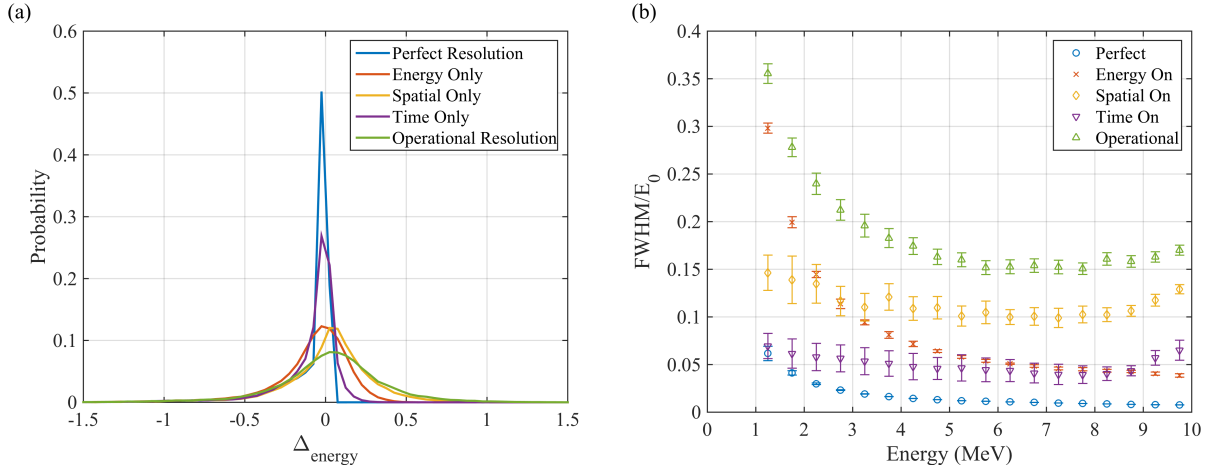 (a)
0.6
0.5
0.4
0.3
0.2
0.1
0
Probability
-1.5
-1
-0.5
0
0.5
1
1.5
Δenergy
Perfect Resolution
Energy Only
Spatial Only
Time Only
Operational Resolution
(b)
0.4
0.35
0.3
0.25
0.2
0.15
0.1
0.05
0
FWHM/E0
0
1
2
3
4
5
6
7
8
9
10
Energy (MeV)
Perfect
Energy On
Spatial On
Time On
Operational